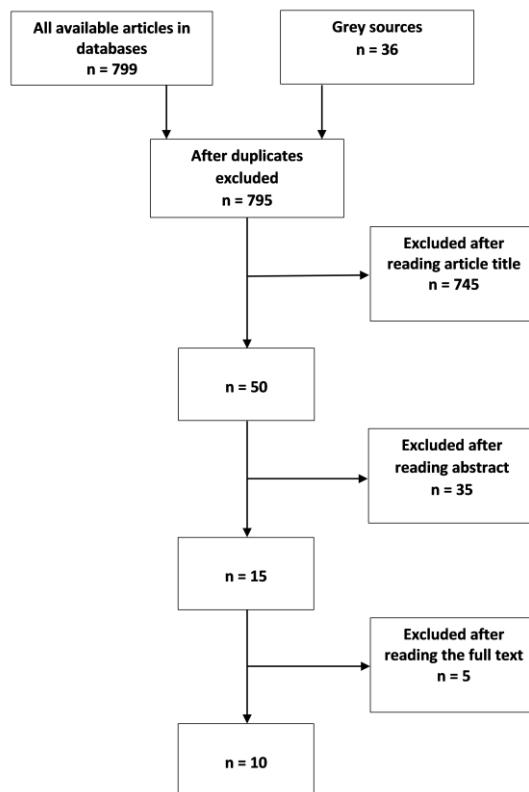 All available articles in
databases
n = 799
Grey sources
n = 36
After duplicates
excluded
n = 795
Excluded after
reading article title
n = 745
n = 50
Excluded after
reading abstract
n = 35
n = 15
Excluded after
reading the full text
n = 5
n = 10